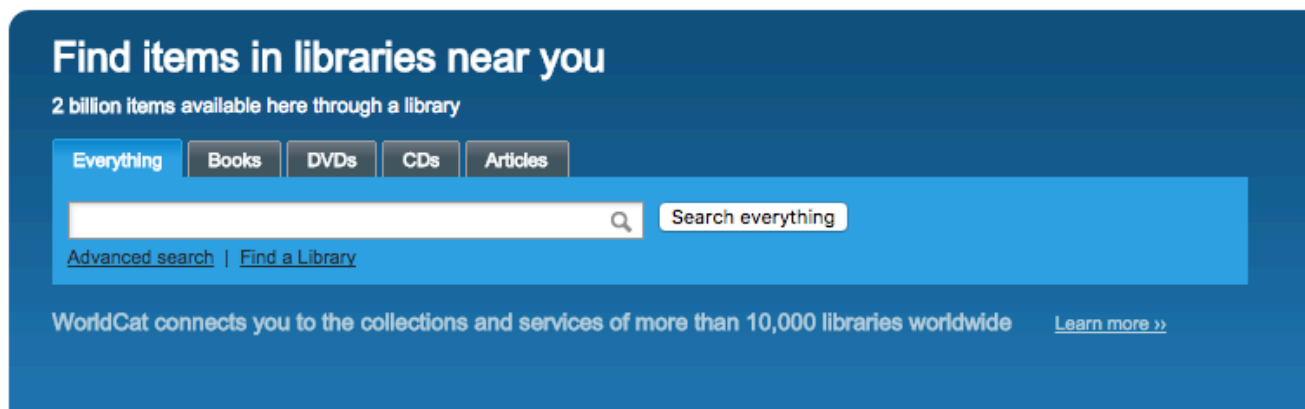 Find items in libraries near you
2 billion items available here through a library
Everything Books DVDs CDs Articles
Search everything
Advanced search | Find a Library
WorldCat connects you to the collections and services of more than 10,000 libraries worldwide Learn more ››